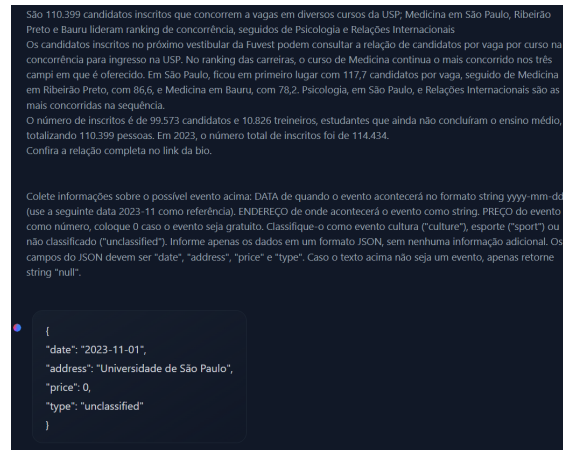 São 110.399 candidatos inscritos que concorrem a vagas em diversos cursos da USP; Medicina em São Paulo, Ribeirão
Preto e Bauru lideram ranking de concorrência, seguidos de Psicologia e Relações Internacionais
Os candidatos inscritos no próximo vestibular da Fuvest podem consultar a relação de candidatos por vaga por curso na
concorrência para ingresso na USP. No ranking das carreiras, o curso de Medicina continua o mais concorrido nos três
campi em que é oferecido. Em São Paulo, ficou em primeiro lugar com 117,7 candidatos por vaga, seguido de Medicina
em Ribeirão Preto, com 86,6, e Medicina em Bauru, com 78,2. Psicologia, em São Paulo, e Relações Internacionais são as
mais concorridas na sequência.
O número de inscritos é de 99.573 candidatos e 10.826 treineiros, estudantes que ainda não concluíram o ensino médio,
totalizando 110.399 pessoas. Em 2023, o número total de inscritos foi de 114.434.
Confira a relação completa no link da bio.
Colete informações sobre o possível evento acima: DATA de quando o evento acontecerá no formato string yyyy-mm-dd
(use a seguinte data 2023-11 como referência). ENDEREÇO de onde acontecerá o evento como string. PREÇO do evento
como número, coloque 0 caso o evento seja gratuito. Classifique-o como evento cultura ("culture"), esporte ("sport") ou
não classificado ("unclassified"). Informe apenas os dados em um formato JSON, sem nenhuma informação adicional. Os
campos do JSON devem ser "date", "address", "price" e "type". Caso o texto acima não seja um evento, apenas retorne
string "null".
{
"date": "2023-11-01",
"address": "Universidade de São Paulo",
"price": 0,
"type": "unclassified"
}